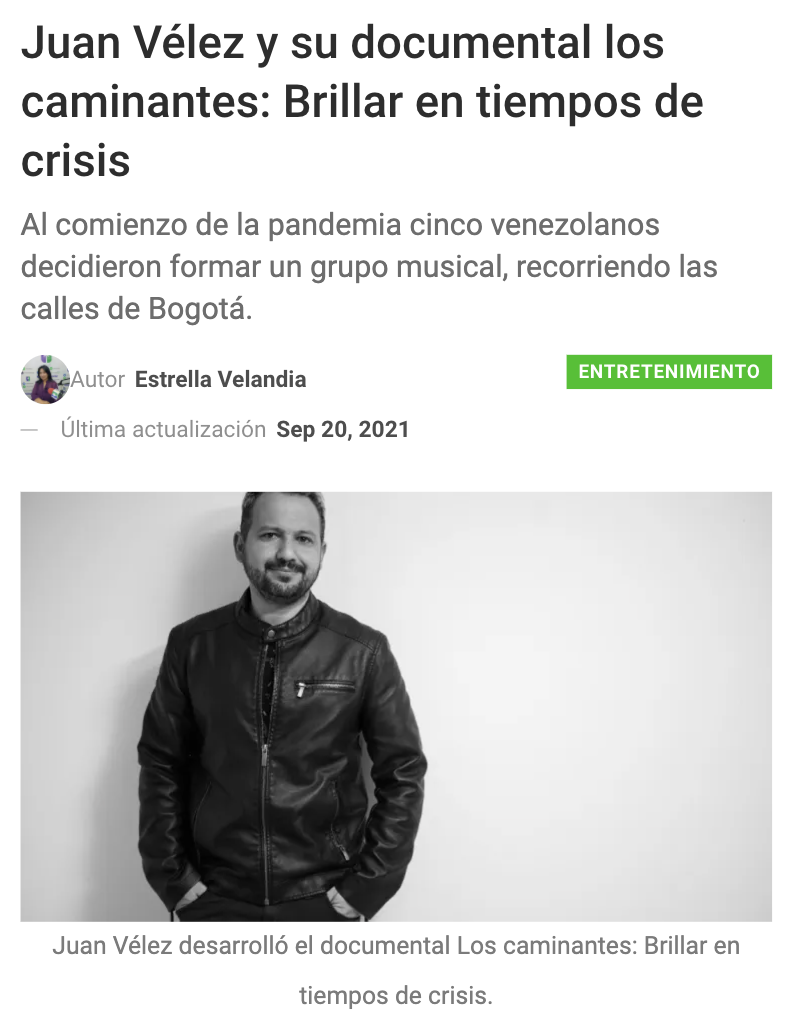 Juan Vélez y su documental los
caminantes: Brillar en tiempos de
crisis
Al comienzo de la pandemia cinco venezolanos
decidieron formar un grupo musical, recorriendo las
calles de Bogotá.
Autor Estrella Velandia
ENTRETENIMIENTO
— Última actualización Sep 20, 2021
Juan Vélez desarrolló el documental Los caminantes: Brillar en
tiempos de crisis.